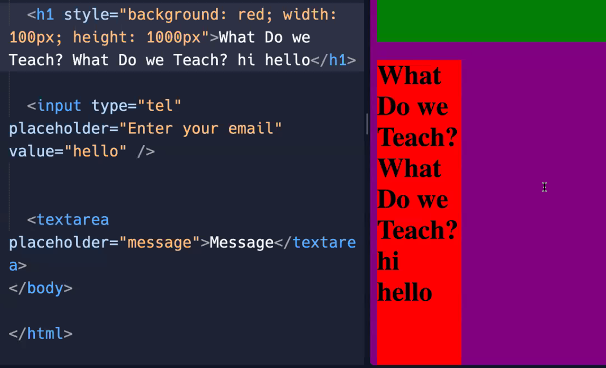 <h1 style="background: red; width:
100px; height: 1000px">What Do we
Teach? What Do we Teach? hi hello</h1>
<input type="tel"
placeholder="Enter your email"
value="hello" />
<textarea
placeholder="message">Message</textare
a>
</body>
</html>
What
Do we
Teach?
What
Do we
Teach?
hi
hello